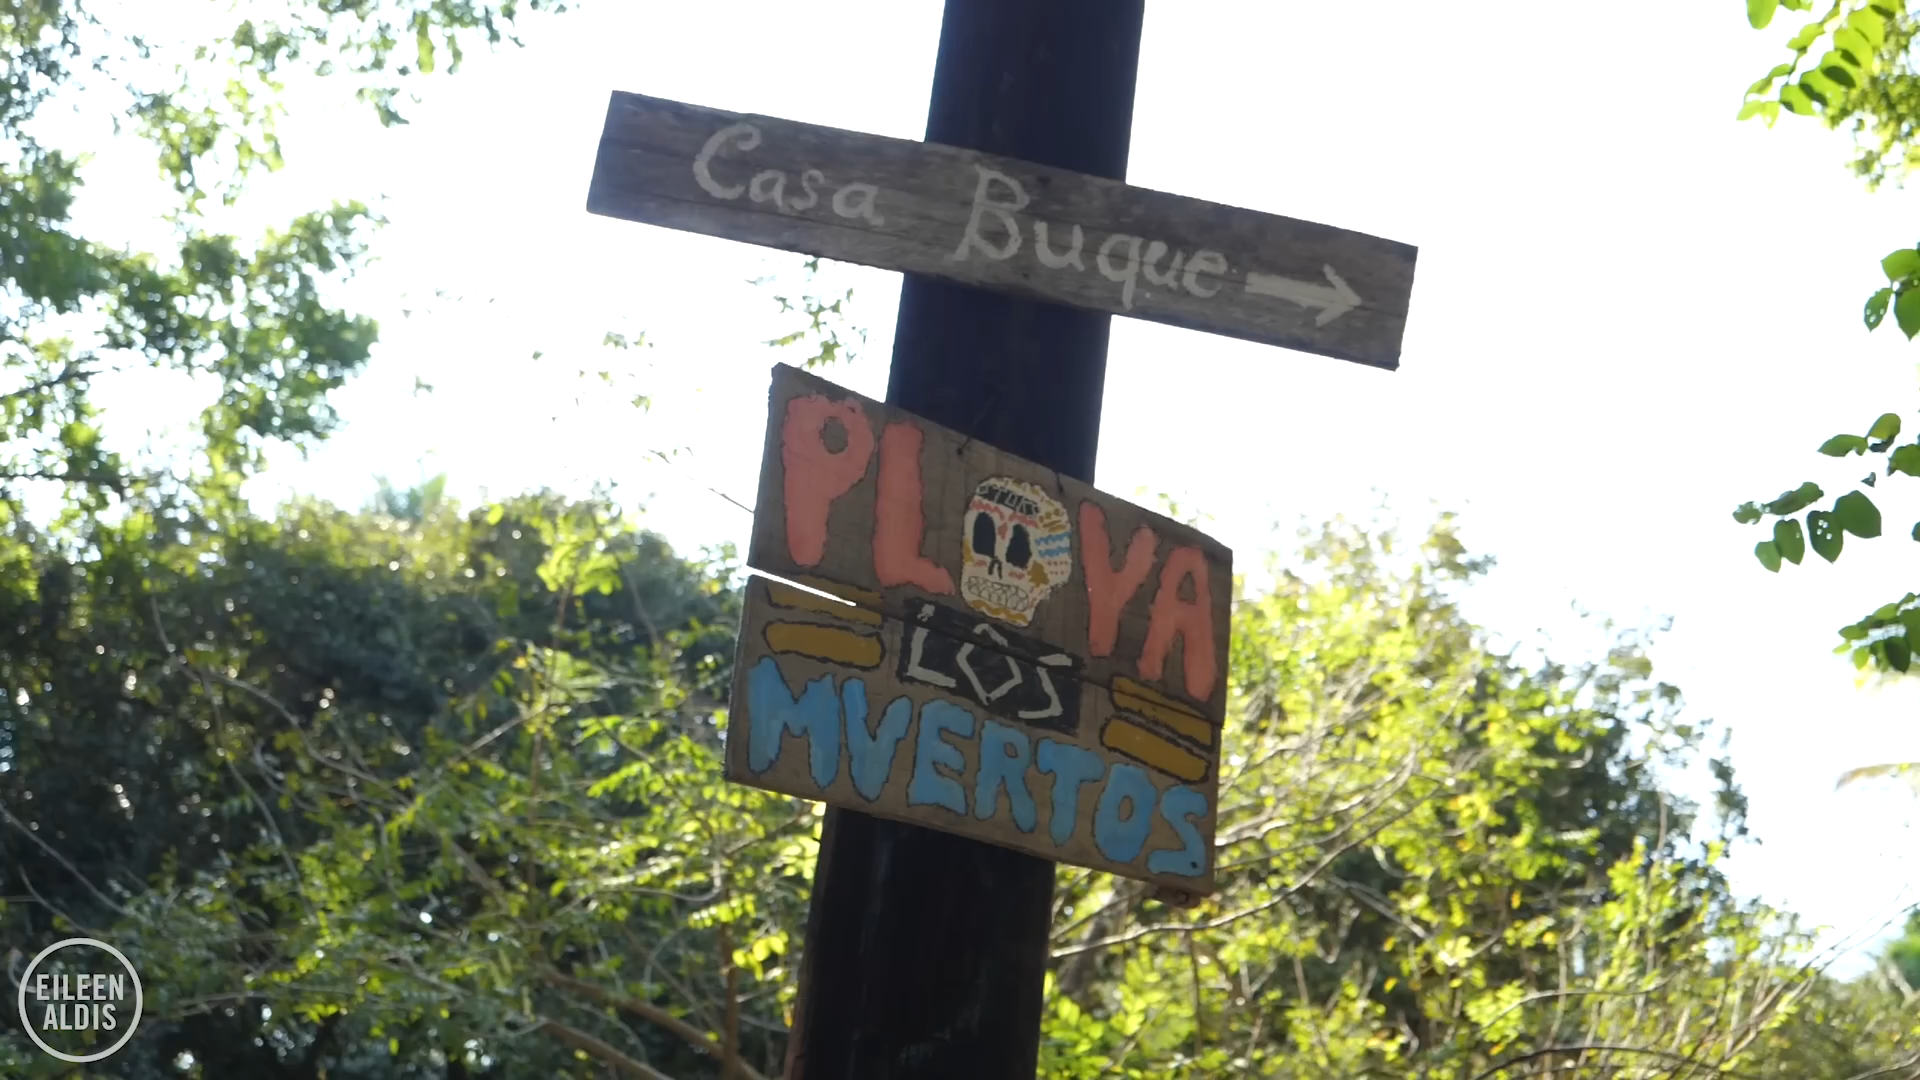 Casa Buque →
PLAYA
LOS
MVERTOS
EILEEN
ALDIS